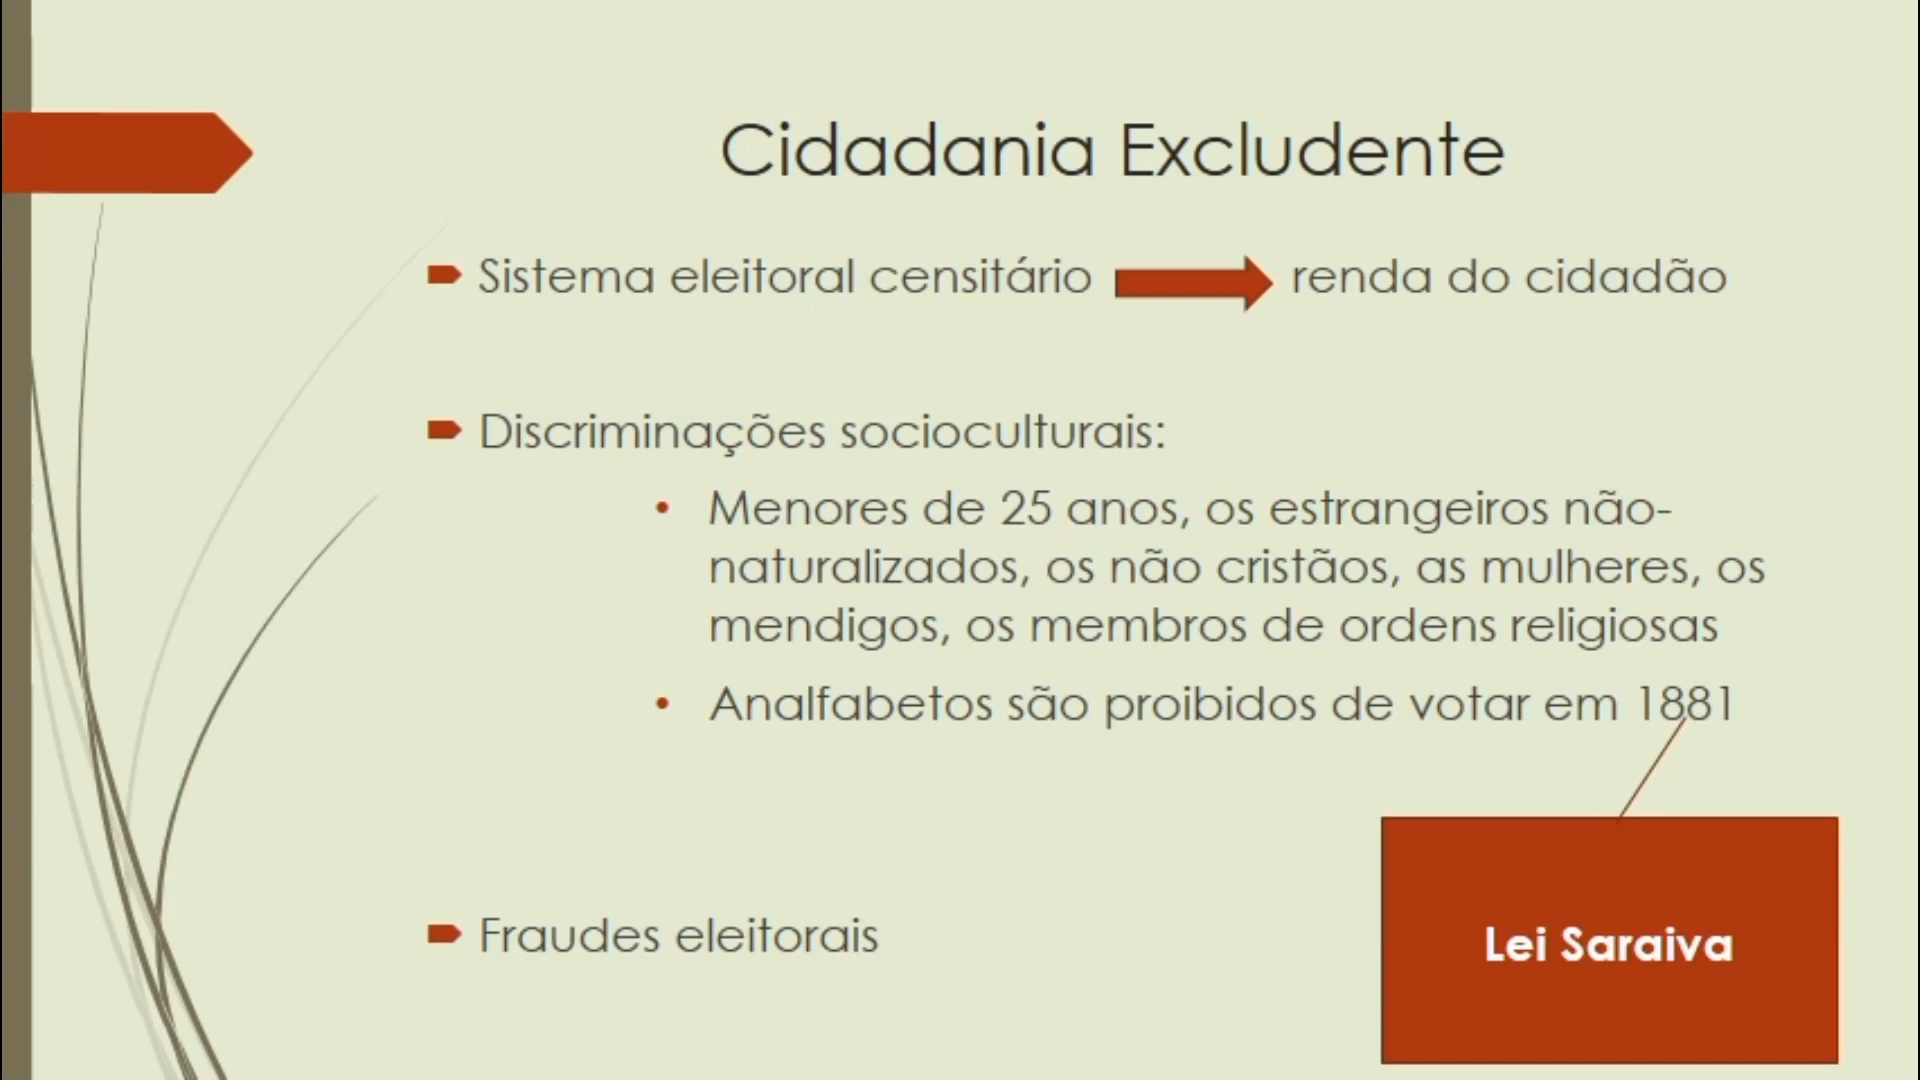 Cidadania Excludente
Sistema eleitoral censitário renda do cidadão
Discriminações socioculturais:
Menores de 25 anos, os estrangeiros não-
naturalizados, os não cristãos, as mulheres, os
mendigos, os membros de ordens religiosas
Analfabetos são proibidos de votar em 1881
Fraudes eleitorais
Lei Saraiva